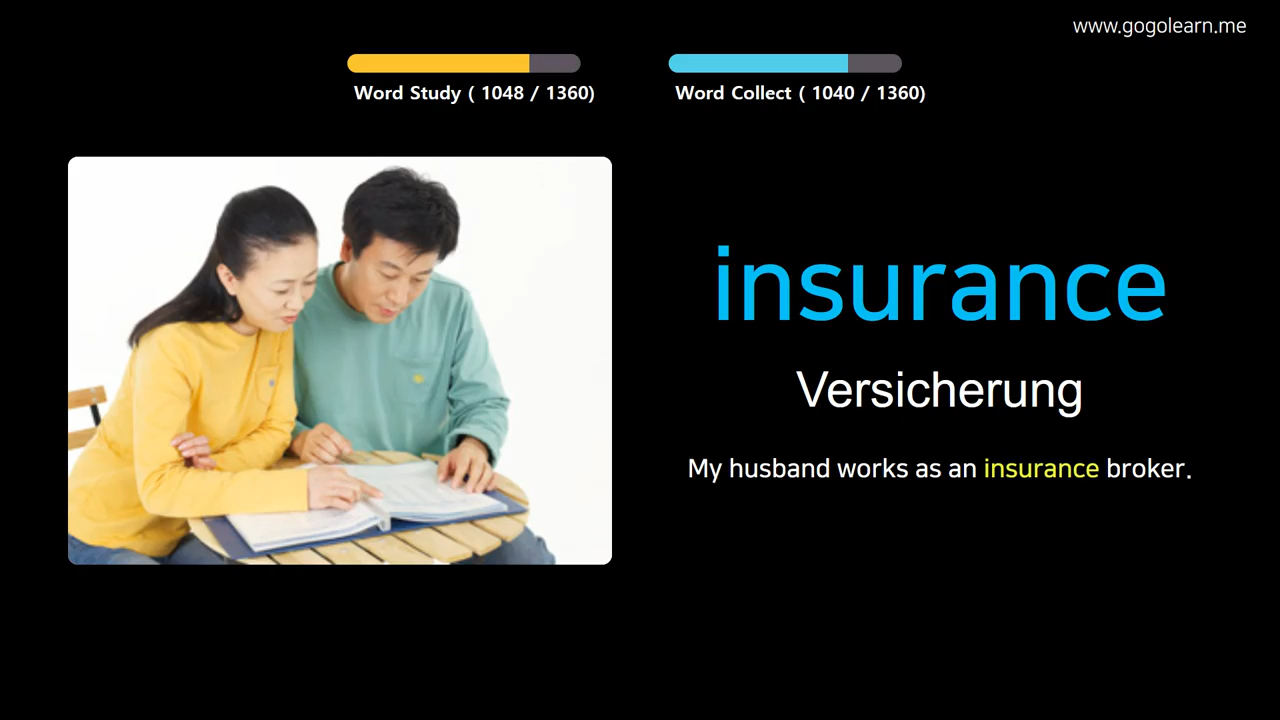 www.gogolearn.me
Word Study ( 1048 / 1360)
Word Collect ( 1040 / 1360)
insurance
Versicherung
My husband works as an insurance broker.